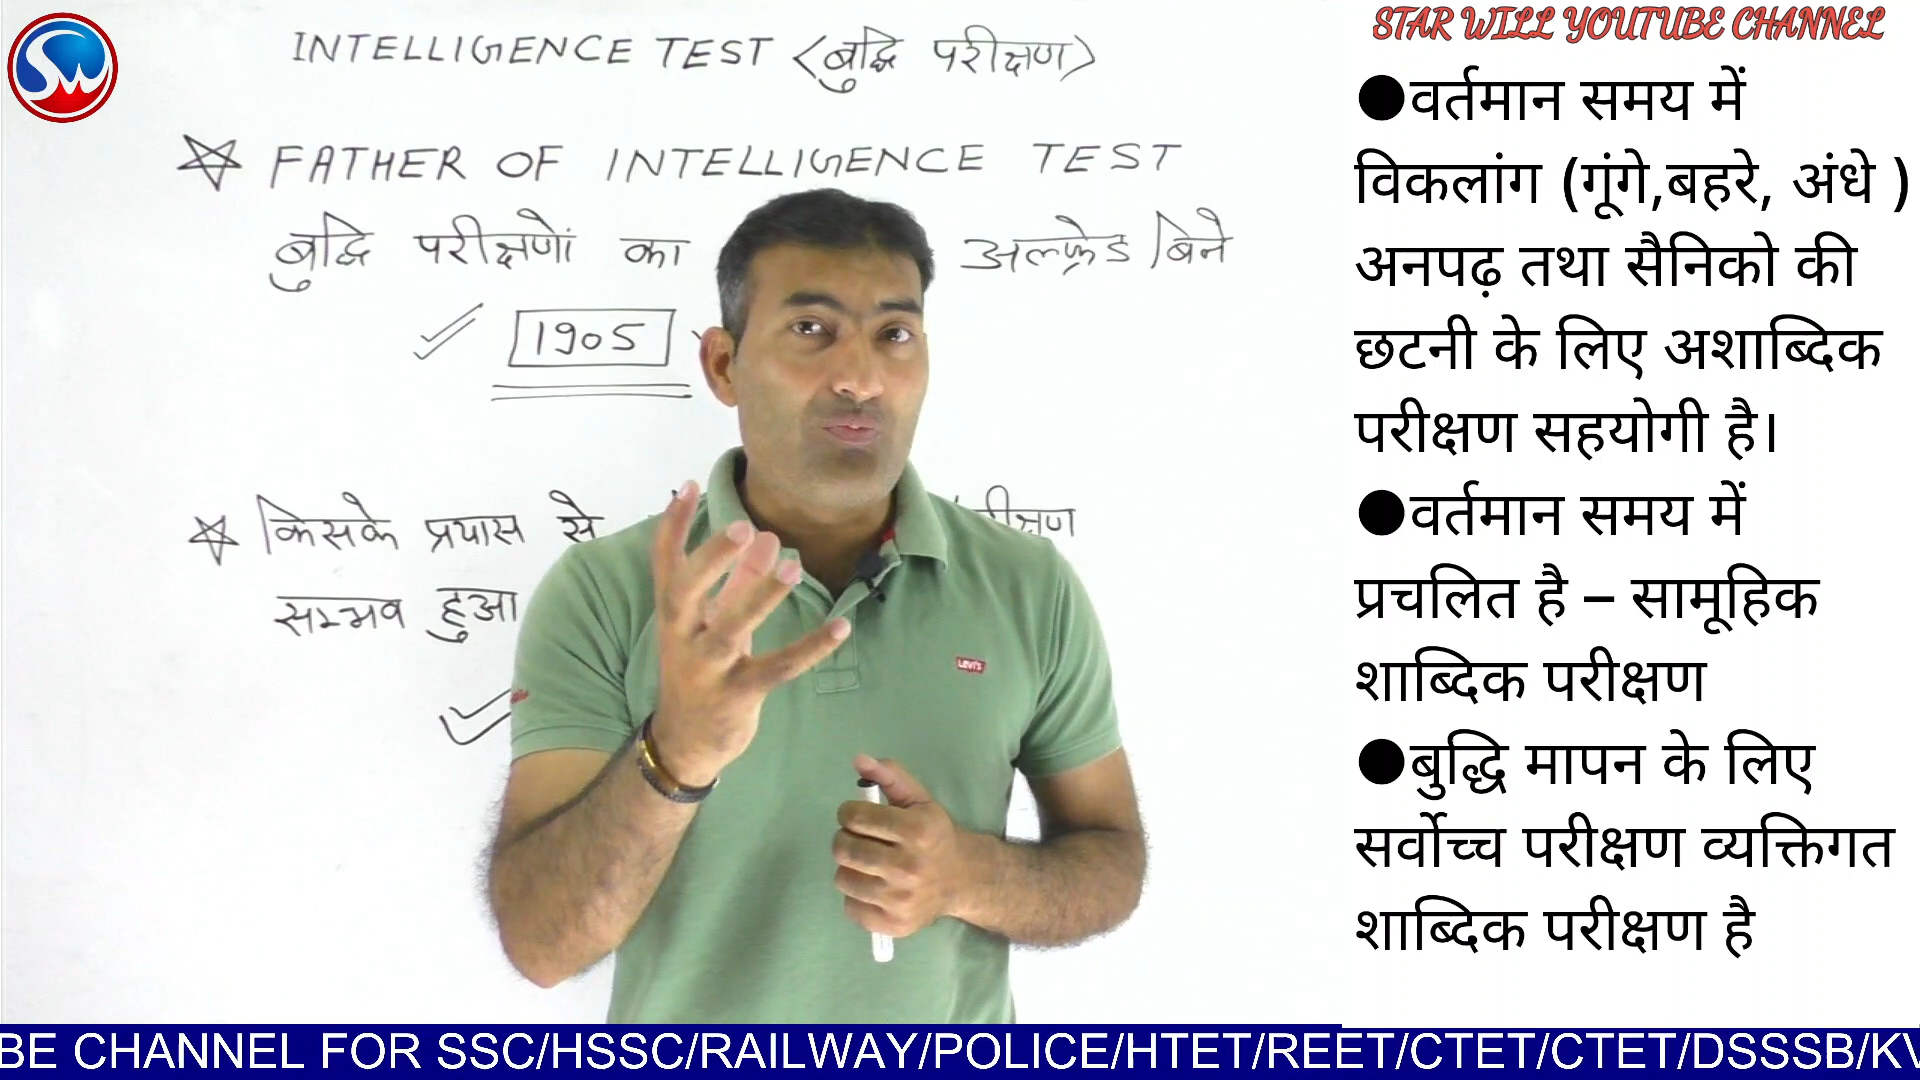 SW
INTELLIGENCE TEST (बुद्धि परीक्षण)
FATHER OF INTELLIGENCE TEST
बुद्धि परीक्षणों का अल्फ्रेड बिने
1905
किसके प्रयास से
सम्भव हुआ
LEVI'S
STAR WILL YOUTUBE CHANNEL
●वर्तमान समय में
विकलांग (गूंगे,बहरे, अंधे )
अनपढ़ तथा सैनिको की
छटनी के लिए अशाब्दिक
परीक्षण सहयोगी है।
●वर्तमान समय में
प्रचलित है – सामूहिक
शाब्दिक परीक्षण
●बुद्धि मापन के लिए
सर्वोच्च परीक्षण व्यक्तिगत
शाब्दिक परीक्षण है
BE CHANNEL FOR SSC/HSSC/RAILWAY/POLICE/HTET/REET/CTET/CTET/DSSSB/KV